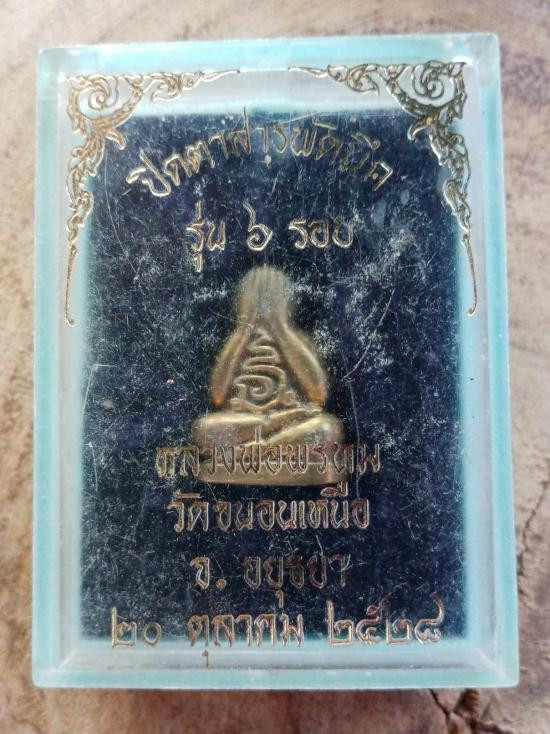 ปิดตาสารพัดนึก
รุ่น ๖ รอบ
หลวงพ่อพรหม
วัดขนอนเหนือ
จ. อยุธยา
๒๐ ตุลาคม ๒๕๒๘